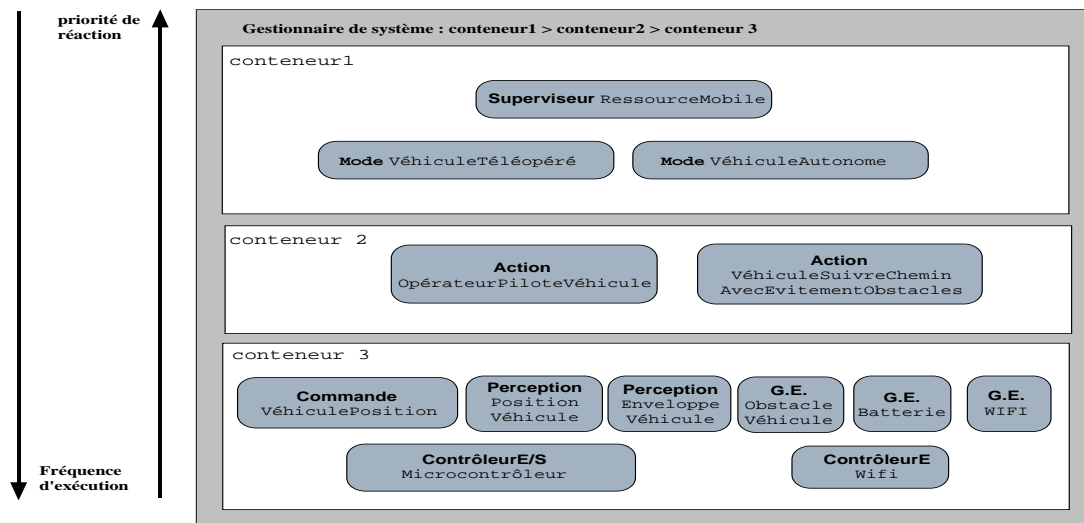 priorité de
réaction
Gestionnaire de système : conteneur1 > conteneur2 > conteneur 3
conteneur1
Superviseur RessourceMobile
Mode VéhiculeTéléopéré
Mode VéhiculeAutonome
conteneur 2
Action
OpérateurPiloteVéhicule
Action
VéhiculeSuivreChemin
AvecEvitementObstacles
conteneur 3
Commande
VéhiculePosition
Perception
Position
Véhicule
Perception
Enveloppe
Véhicule
G.E.
Obstacle
Véhicule
G.E.
Batterie
G.E.
WIFI
ContrôleurE/S
Microcontrôleur
ContrôleurE
Wifi
Fréquence
d'exécution